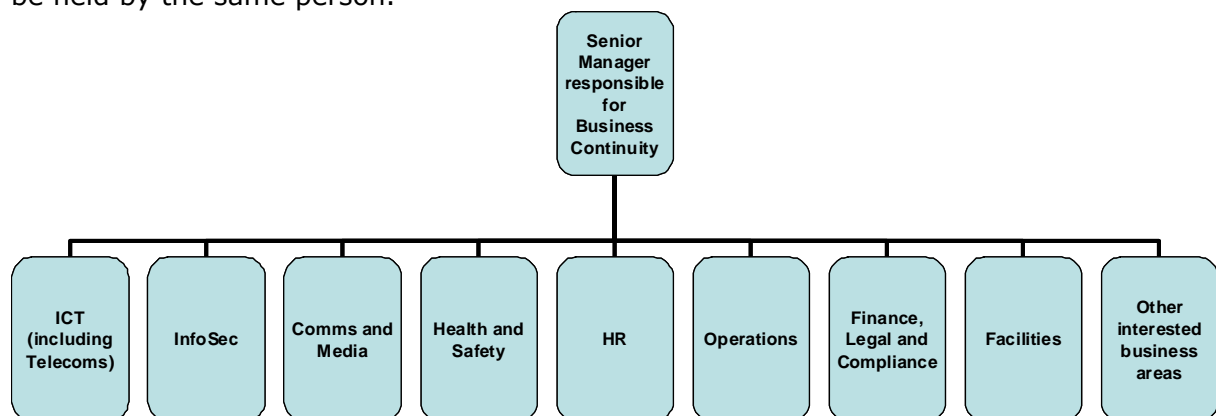 be held by the same person.
Senior
Manager
responsible
for
Business
Continuity
ICT
(including
Telecoms)
InfoSec
Comms and
Media
Health and
Safety
HR
Operations
Finance,
Legal and
Compliance
Facilities
Other
interested
business
areas